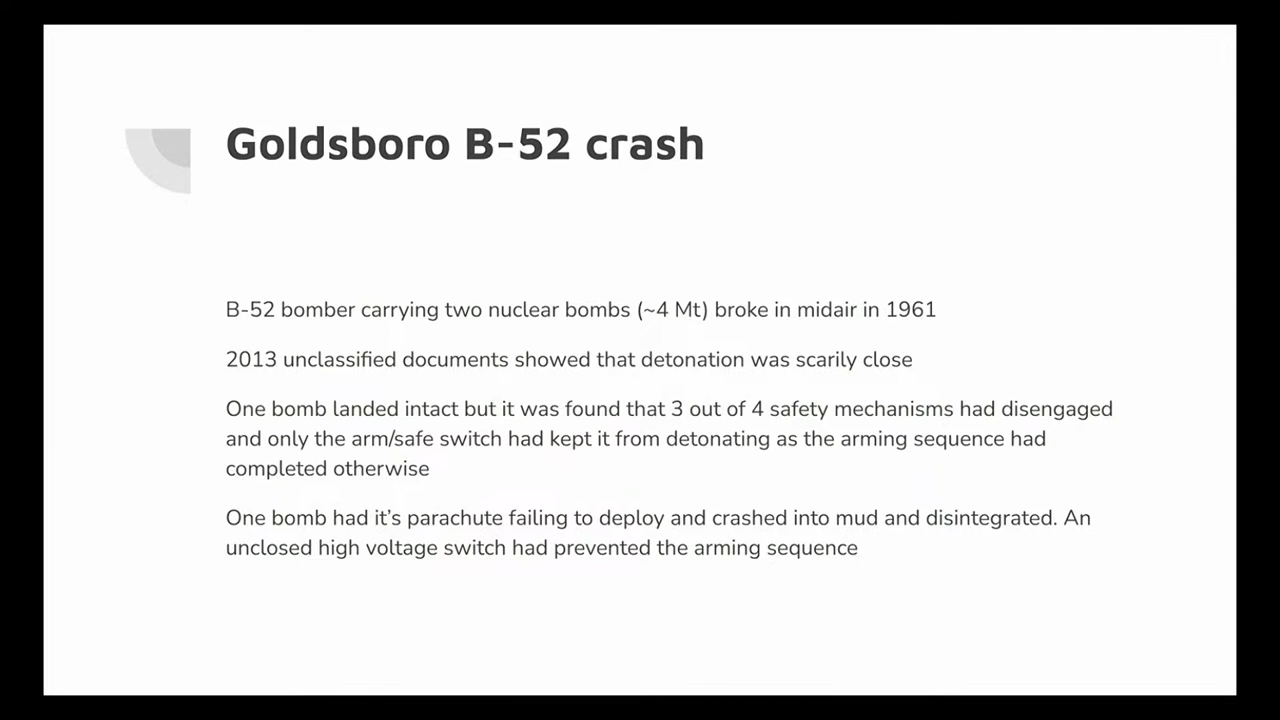 Goldsboro B-52 crash
B-52 bomber carrying two nuclear bombs (~4 Mt) broke in midair in 1961
2013 unclassified documents showed that detonation was scarily close
One bomb landed intact but it was found that 3 out of 4 safety mechanisms had disengaged
and only the arm/safe switch had kept it from detonating as the arming sequence had
completed otherwise
One bomb had it’s parachute failing to deploy and crashed into mud and disintegrated. An
unclosed high voltage switch had prevented the arming sequence